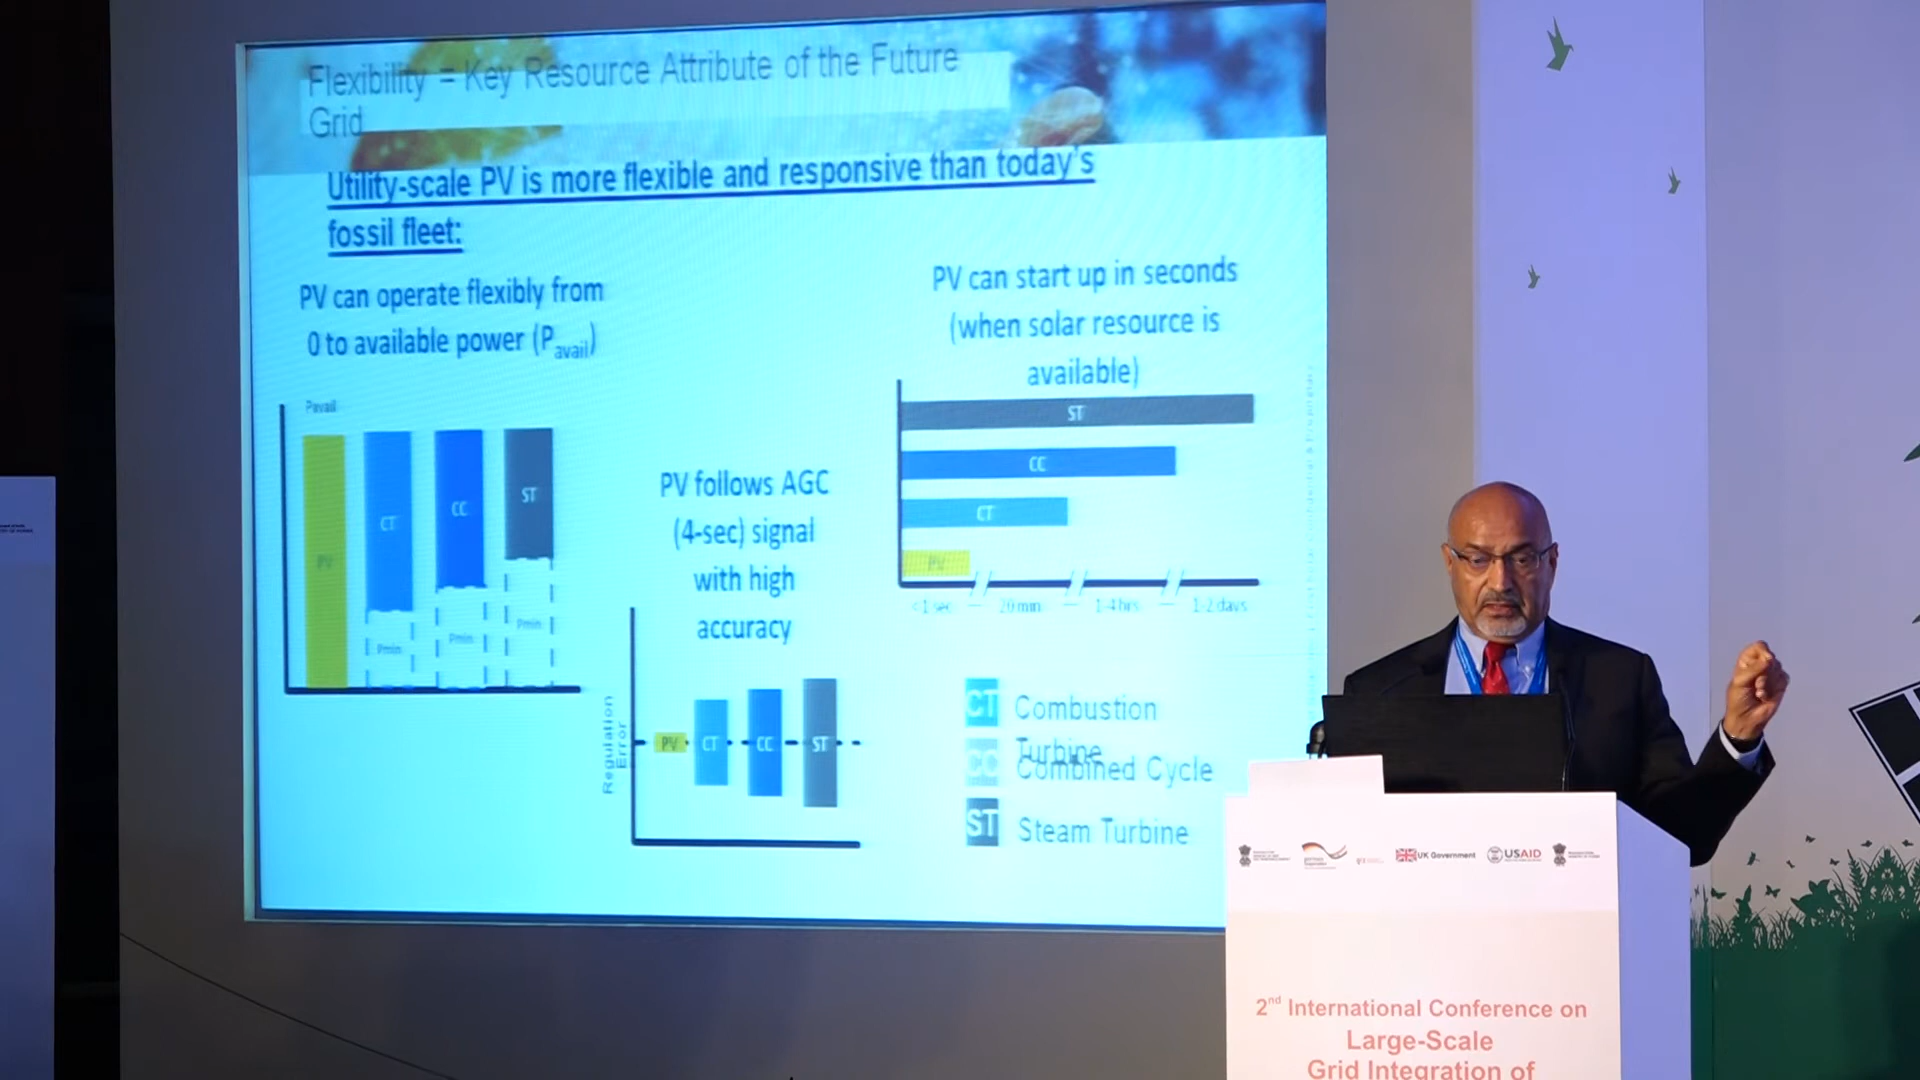 Flexibility = Key Resource Attribute of the Future
Grid
Utility-scale PV is more flexible and responsive than today's
fossil fleet:
PV can operate flexibly from
0 to available power (Pavail)
Pavail
PV
CT
CC
ST
Pmin
Pmin
Pmin
PV follows AGC
(4-sec) signal
with high
accuracy
Regulation
Error
PV
CT
CC
ST
PV can start up in seconds
(when solar resource is
available)
ST
CC
CT
PV
<1 sec
20 min
1-4 hrs
1-2 days
CT Combustion
Turbine
CC Combined Cycle
ST Steam Turbine
UK Government
USAID
2nd International Conference on
Large-Scale
Grid Integration of